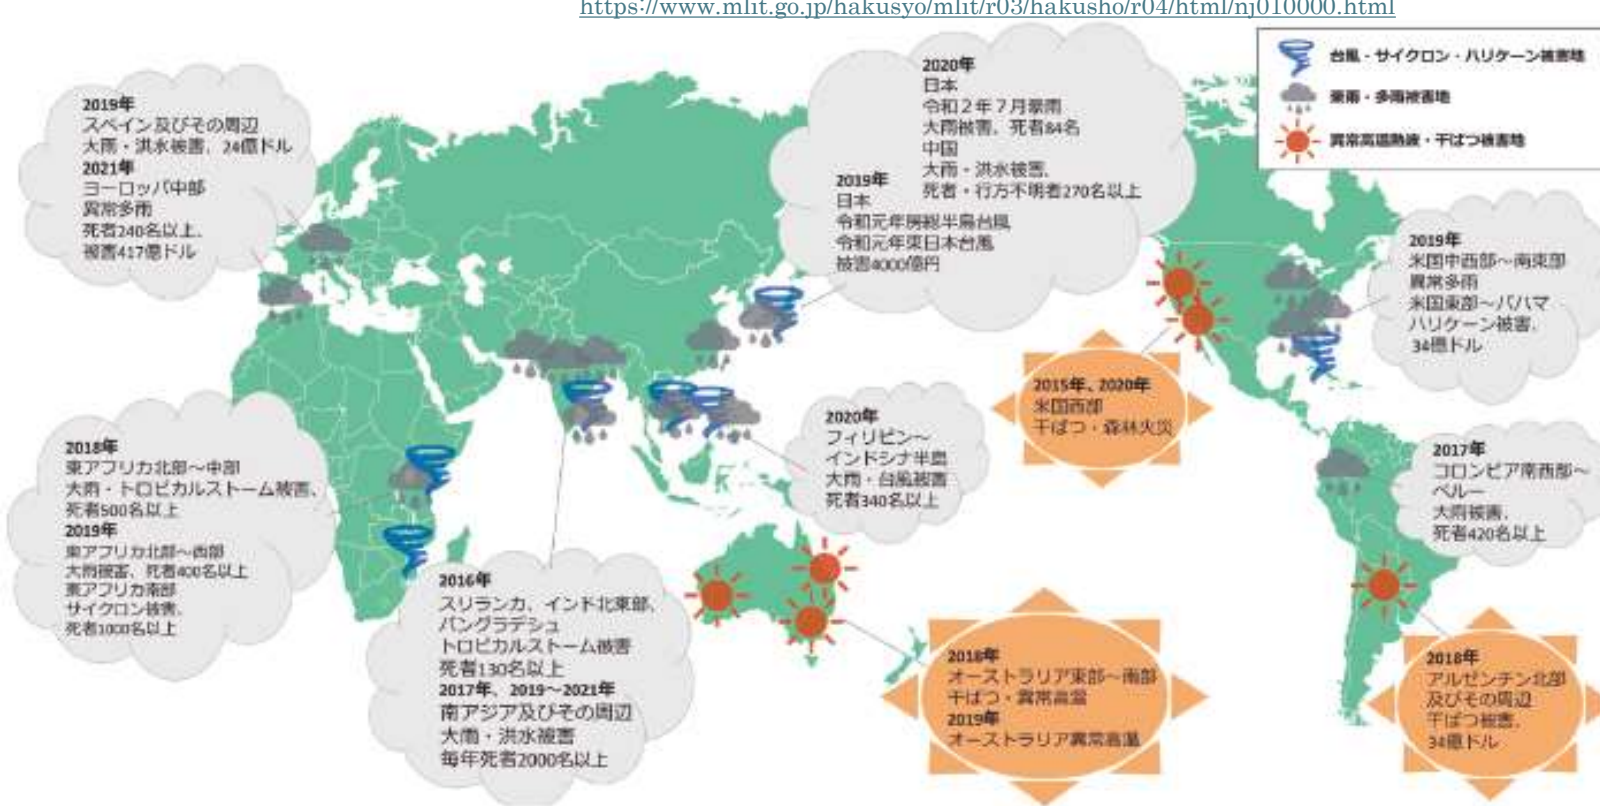 https://www.mlit.go.jp/hakusyo/mlit/r03/hakusho/r04/html/nj010000.html
台風・サイクロン・ハリケーン被害地
豪雨・多雨被害地
異常高温熱波・干ばつ被害地
2019年
スペイン及びその周辺
大雨・洪水被害、24億ドル
2021年
ヨーロッパ中部
異常多雨
死者240名以上、
被害417億ドル
2020年
日本
令和2年7月豪雨
大雨被害、死者84名
中国
大雨・洪水被害、
死者・行方不明者270名以上
2019年
日本
令和元年房総半島台風
令和元年東日本台風
被害4000億円
2019年
米国中西部～南東部
異常多雨
米国東部～バハマ
ハリケーン被害、
34億ドル
2015年、2020年
米国西部
干ばつ・森林火災
2020年
フィリピン～
インドシナ半島
大雨・台風被害
死者340名以上
2017年
コロンビア南西部～
ペルー
大雨被害、
死者420名以上
2018年
東アフリカ北部～中部
大雨・トロピカルストーム被害、
死者500名以上
2019年
東アフリカ北部～西部
大雨被害、死者400名以上
東アフリカ南部
サイクロン被害、
死者1000名以上
2016年
スリランカ、インド北東部、
バングラデシュ
トロピカルストーム被害
死者130名以上
2017年、2019～2021年
南アジア及びその周辺
大雨・洪水被害
毎年死者2000名以上
2018年
オーストラリア東部～南部
干ばつ・異常高温
2019年
オーストラリア異常高温
2018年
アルゼンチン北部
及びその周辺
干ばつ被害、
34億ドル